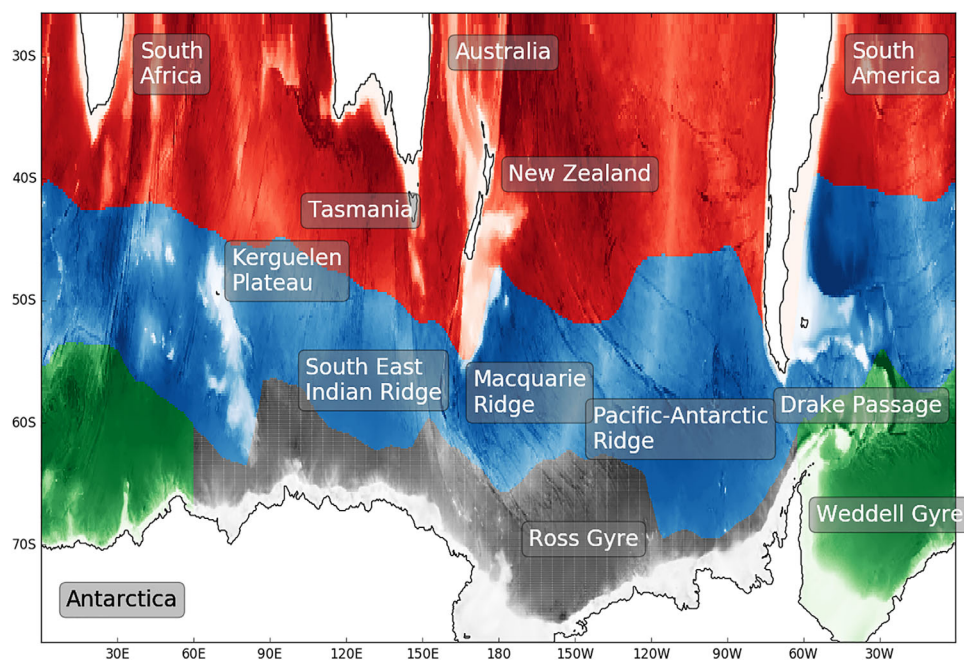 30S
South
Africa
Australia
South
America
40S
New Zealand
Tasmania
Kerguelen
Plateau
50S
South East
Indian Ridge
Macquarie
Ridge
Pacific-Antarctic
Ridge
Drake Passage
60S
Weddell Gyre
Ross Gyre
70S
Antarctica
30E
60E
90E
120E
150E
180
150W
120W
90W
60W
30W